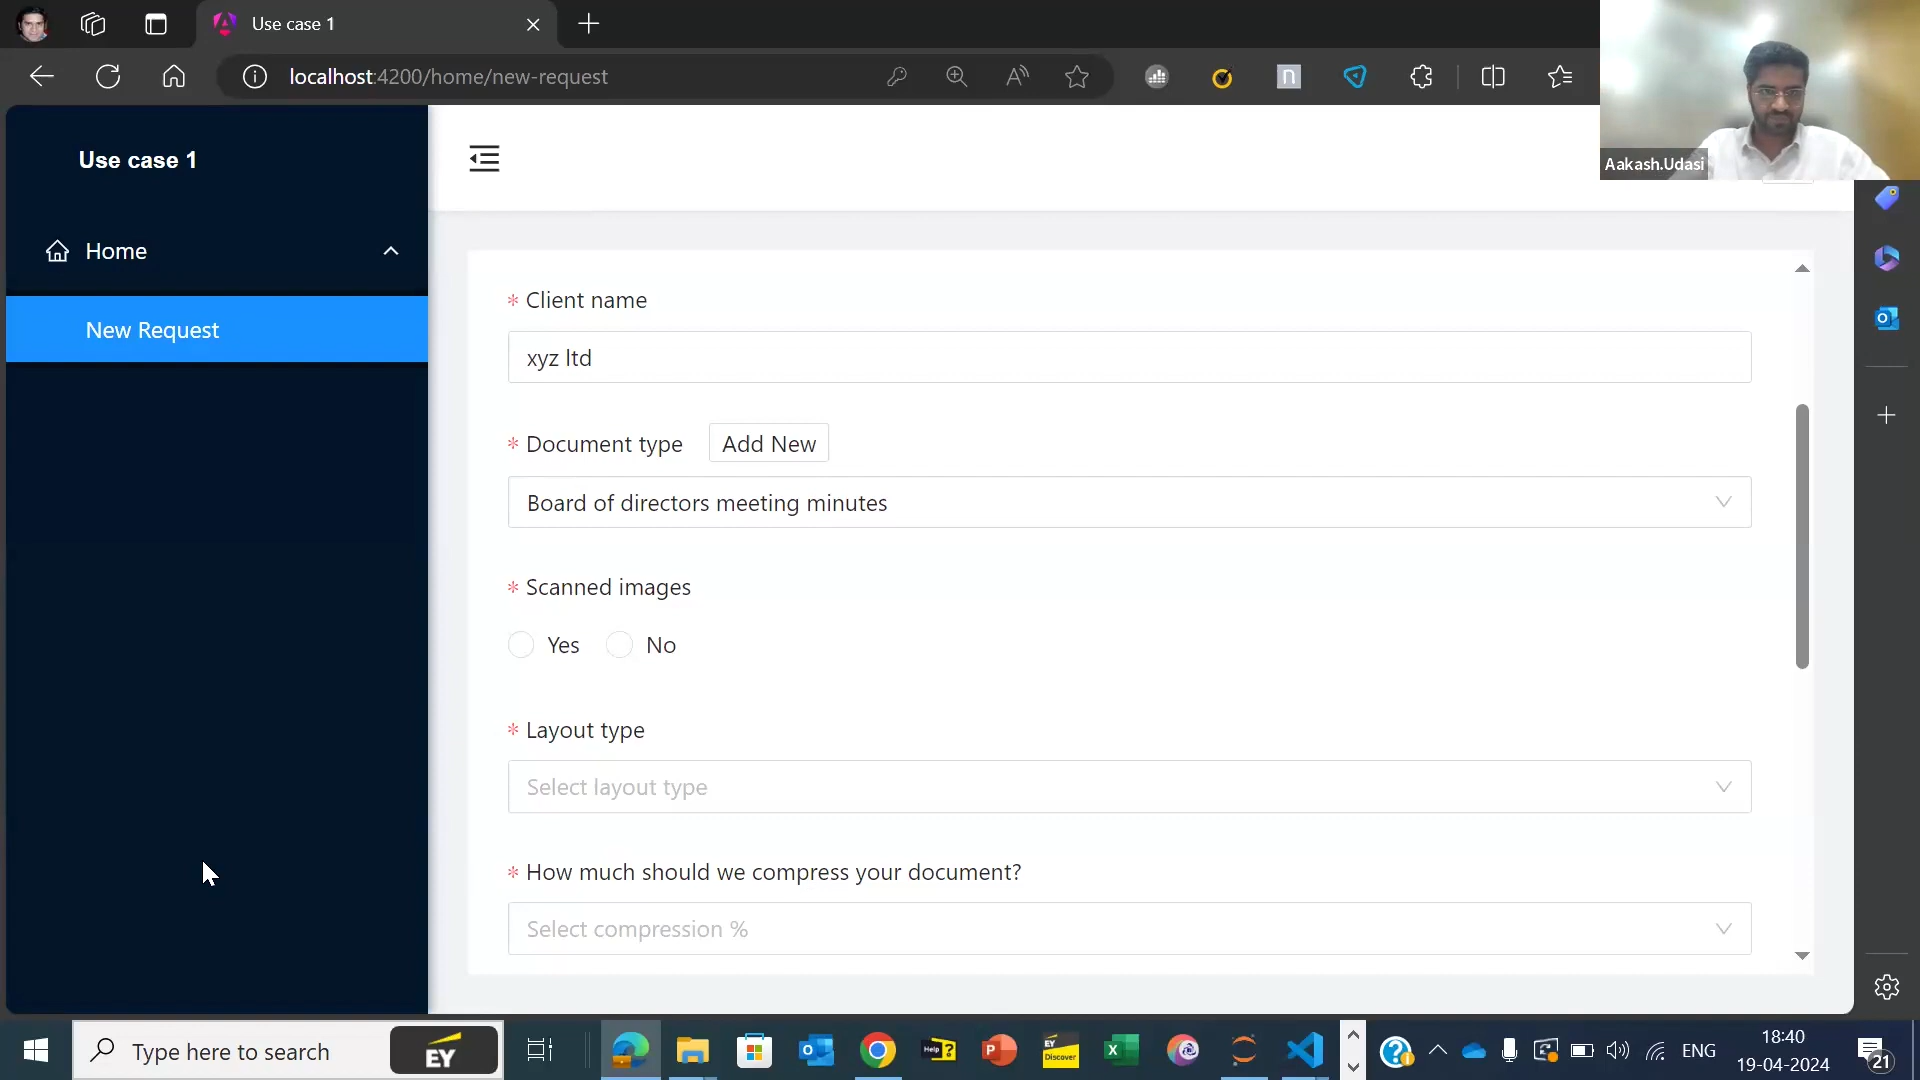 Use case 1
localhost:4200/home/new-request
n
Aakash.Udasi
Use case 1
Home
New Request
* Client name
xyz ltd
* Document type Add New
Board of directors meeting minutes
* Scanned images
Yes No
* Layout type
Select layout type
* How much should we compress your document?
Select compression %
Type here to search
EY
Help ?
EY
Discover
ENG
18:40
19-04-2024
21